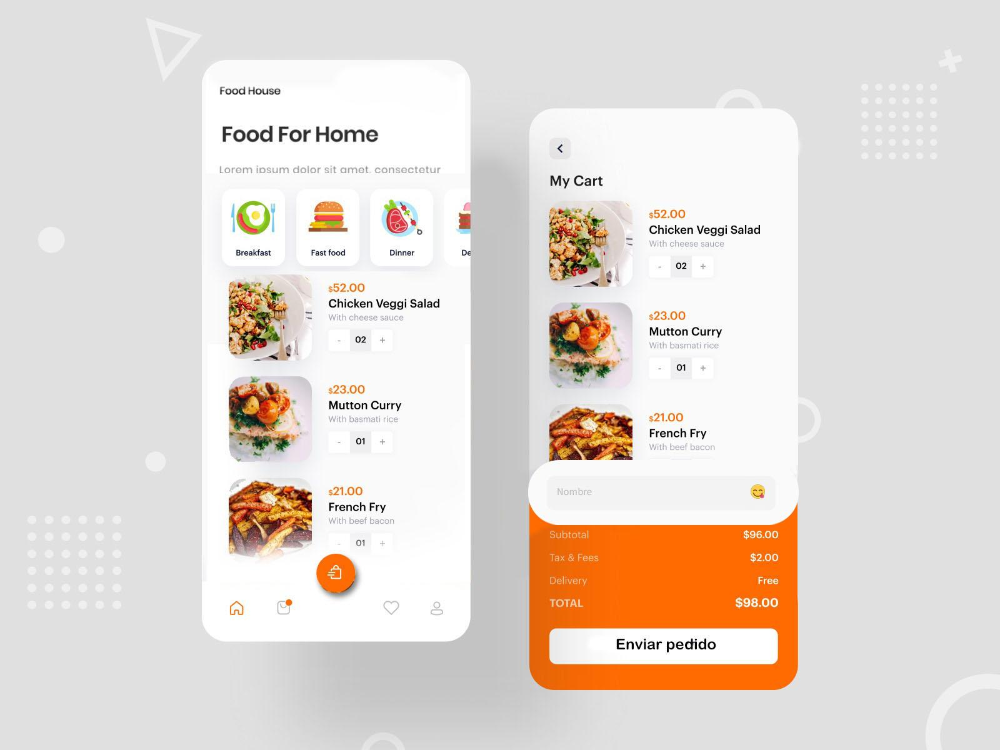 Food House
Food For Home
Lorem ipsum dolor sit amet, consectetur
Breakfast
Fast food
Dinner
De
$52.00
Chicken Veggi Salad
With cheese sauce
- 02 +
$23.00
Mutton Curry
With basmati rice
- 01 +
$21.00
French Fry
With beef bacon
- 01 +
My Cart
$52.00
Chicken Veggi Salad
With cheese sauce
- 02 +
$23.00
Mutton Curry
With basmati rice
- 01 +
$21.00
French Fry
With beef bacon
Nombre
Subtotal $96.00
Tax & Fees $2.00
Delivery Free
TOTAL $98.00
Enviar pedido